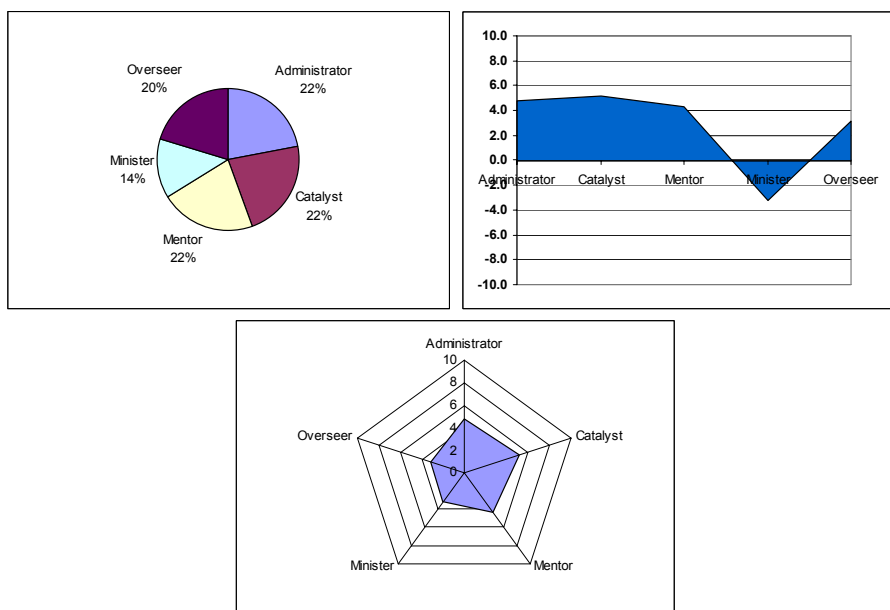 Overseer
20%
Administrator
22%
Minister
14%
Catalyst
22%
Mentor
22%
10.0
8.0
6.0
4.0
2.0
0.0
-2.0
-4.0
-6.0
-8.0
-10.0
Administrator Catalyst Mentor Minister Overseer
Administrator
10
8
6
4
2
0
Overseer
Catalyst
Minister
Mentor